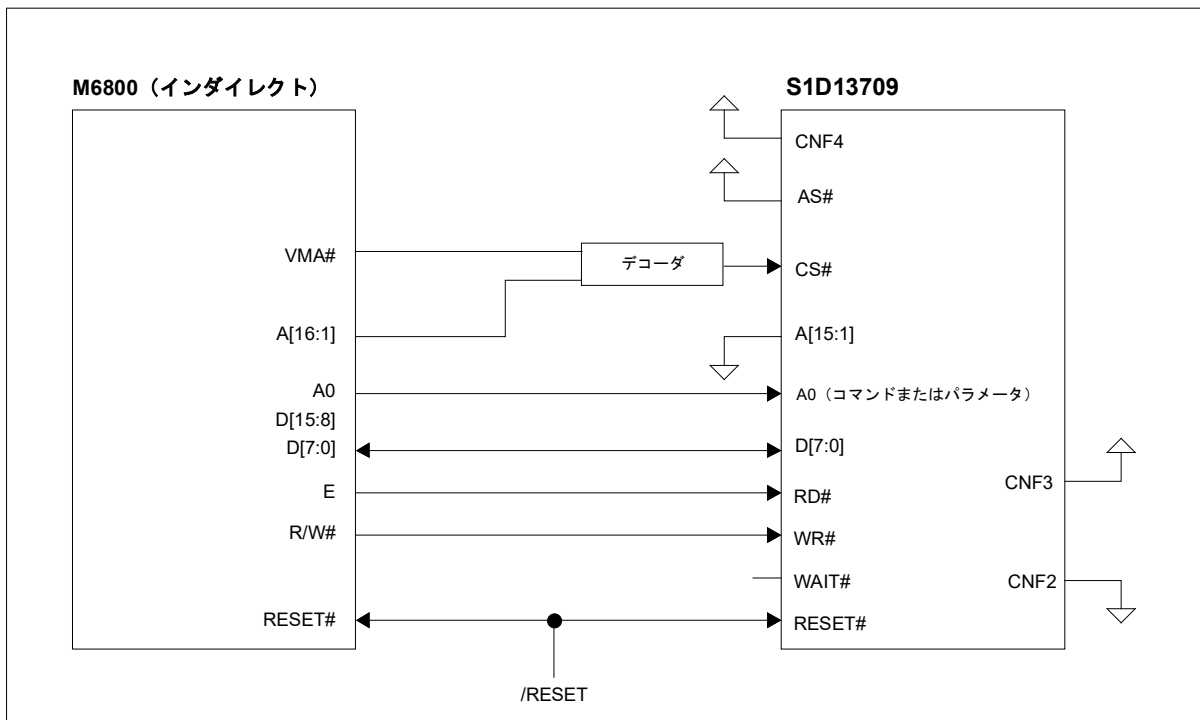 M6800（インダイレクト）
VMA#
A[16:1]
A0
D[15:8]
D[7:0]
E
R/W#
RESET#
デコーダ
/RESET
S1D13709
CNF4
AS#
CS#
A[15:1]
A0（コマンドまたはパラメータ）
D[7:0]
RD#
WR#
WAIT#
RESET#
CNF3
CNF2